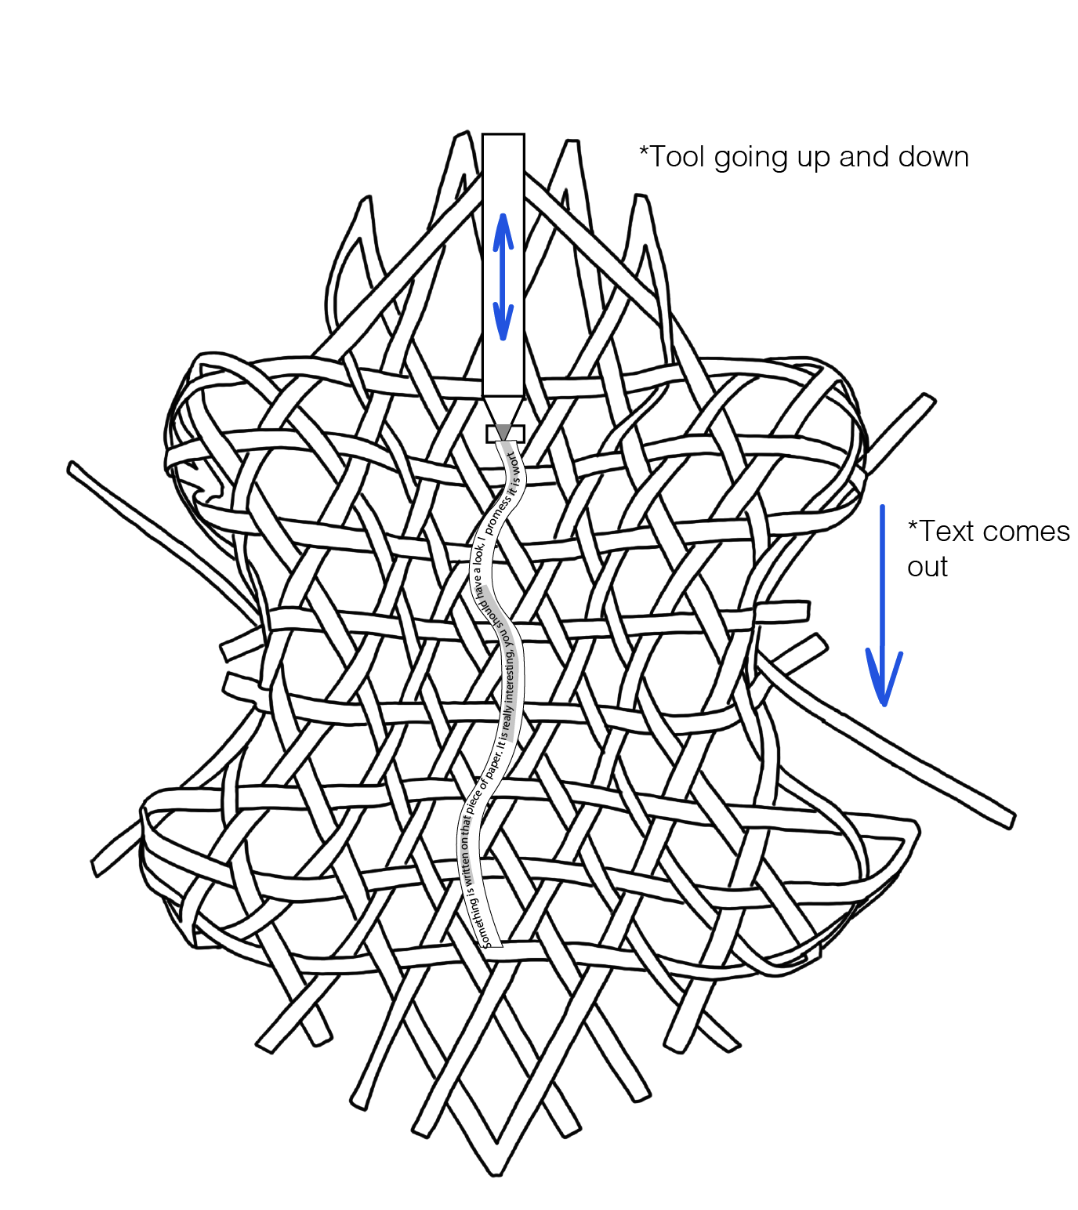 *Tool going up and down
*Text comes
out
Something is written on that piece of paper. It is really interesting, you should have a look, I promess it is wort